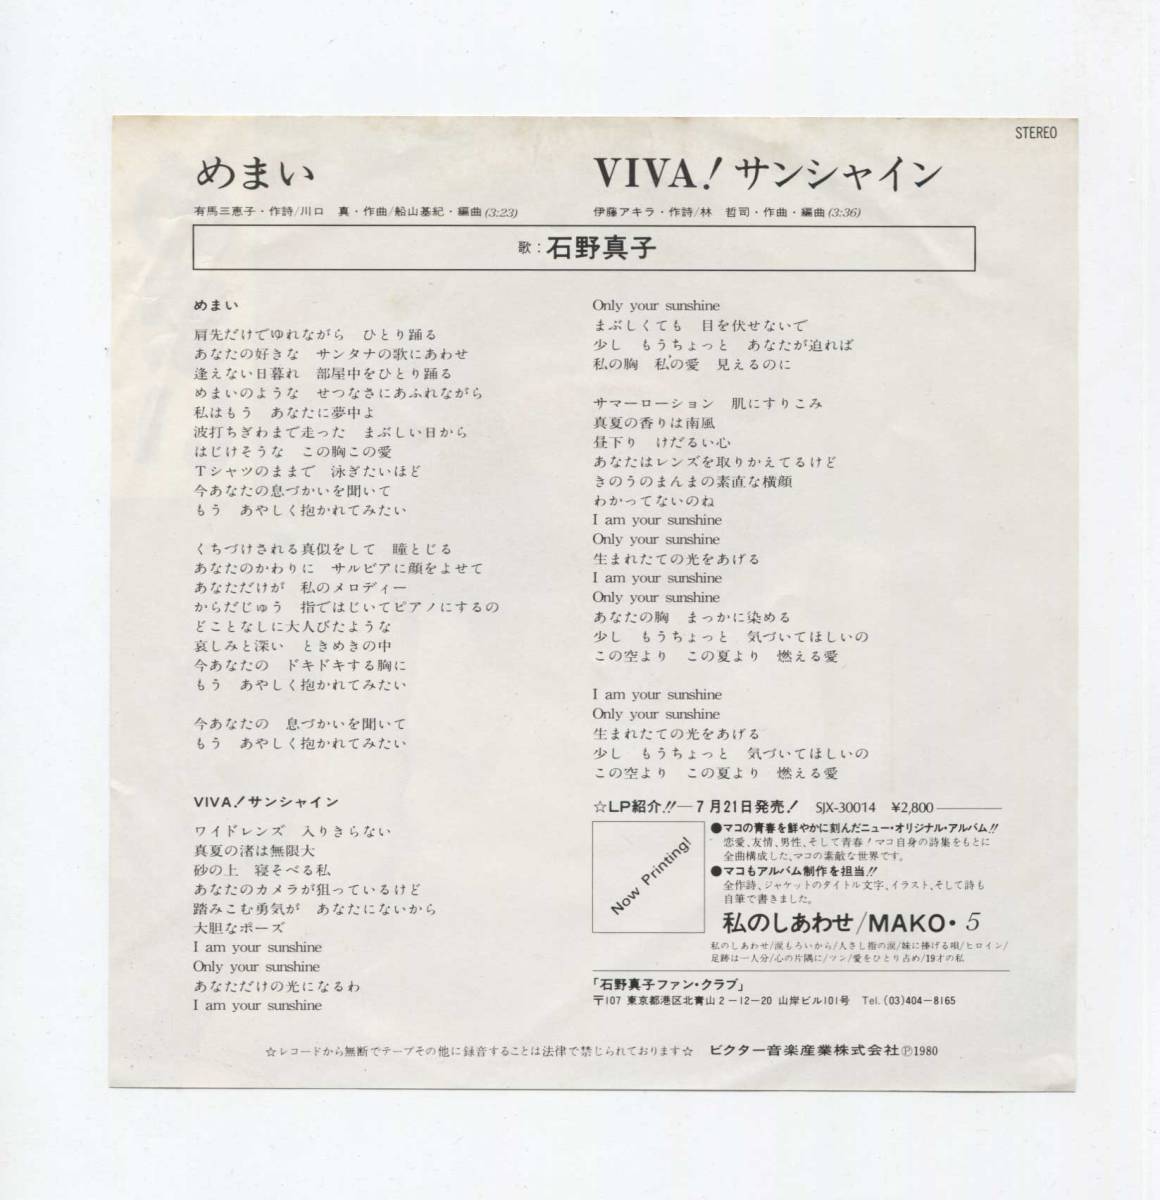 STEREO
めまい
有馬三恵子・作詩/川口　真・作曲/船山基紀・編曲(3:23)
VIVA!サンシャイン
伊藤アキラ・作詩/林　哲司・作曲・編曲(3:36)
歌：石野真子
めまい
肩先だけでゆれながら　ひとり踊る
あなたの好きな　サンタナの歌にあわせ
逢えない日暮れ　部屋中をひとり踊る
めまいのような　せつなさにあふれながら
私はもう　あなたに夢中よ
波打ちぎわまで走った　まぶしい日から
はじけそうな　この胸この愛
Tシャツのままで　泳ぎたいほど
今あなたの息づかいを聞いて
もう　あやしく抱かれてみたい
くちづけされる真似をして　瞳とじる
あなたのかわりに　サルビアに顔をよせて
あなただけが　私のメロディー
からだじゅう　指ではじいてピアノにするの
どことなしに大人びたような
哀しみと深い　ときめきの中
今あなたの　ドキドキする胸に
もう　あやしく抱かれてみたい
今あなたの　息づかいを聞いて
もう　あやしく抱かれてみたい
VIVA!サンシャイン
ワイドレンズ　入りきらない
真夏の渚は無限大
砂の上　寝そべる私
あなたのカメラが狙っているけど
踏みこむ勇気が　あなたにないから
大胆なポーズ
I am your sunshine
Only your sunshine
あなただけの光になるわ
I am your sunshine
Only your sunshine
まぶしくても　目を伏せないで
少し　もうちょっと　あなたが迫れば
私の胸　私の愛　見えるのに
サマーローション　肌にすりこみ
真夏の香りは南風
昼下り　けだるい心
あなたはレンズを取りかえてるけど
きのうのまんまの素直な横顔
わかってないのね
I am your sunshine
Only your sunshine
生まれたての光をあげる
I am your sunshine
Only your sunshine
あなたの胸　まっかに染める
少し　もうちょっと　気づいてほしいの
この空より　この夏より　燃える愛
I am your sunshine
Only your sunshine
生まれたての光をあげる
少し　もうちょっと　気づいてほしいの
この空より　この夏より　燃える愛
☆LP紹介!!—7月21日発売!　SJX-30014　¥2,800
Now Printing!
●マコの青春を鮮やかに刻んだニュー・オリジナル・アルバム!!
恋愛、友情、男性、そして青春!マコ自身の詩集をもとに
全曲構成した、マコの素敵な世界です。
●マコもアルバム制作を担当!!
全作詩、ジャケットのタイトル文字、イラスト、そして詩も
自筆で書きました。
私のしあわせ/MAKO・5
私のしあわせ/涙もろいから/人さし指の涙/妹に捧げる唄/ヒロイン/
足跡は一人分/心の片隅に/ツン/愛をひとり占め/19才の私
「石野真子ファン・クラブ」
〒107 東京都港区北青山2-12-20 山岸ビル101号　Tel. (03)404-8165
☆レコードから無断でテープその他に録音することは法律で禁じられております☆　ビクター音楽産業株式会社Ⓟ1980